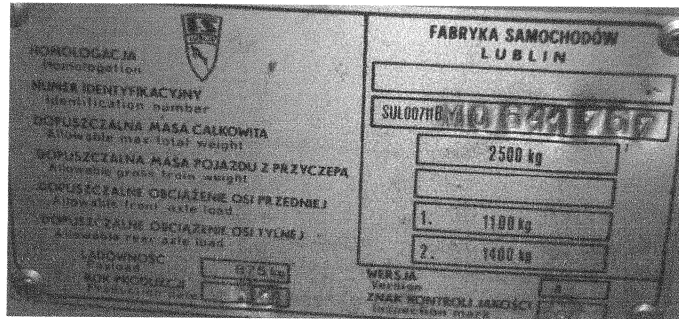 HOMOLOGACJA
Homologation
NUMER IDENTYFIKACYJNY
Identification number
DOPUSZCZALNA MASA CAŁKOWITA
Allowable max total weight
DOPUSZCZALNA MASA POJAZDU Z PRZYCZEPĄ
Allowable gross train weight
DOPUSZCZALNE OBCIĄŻENIE OSI PRZEDNIEJ
Allowable front axle load
DOPUSZCZALNE OBCIĄŻENIE OSI TYLNEJ
Allowable rear axle load
ŁADOWNOŚĆ
Payload
875 kg
ROK PRODUKCJI
FABRYKA SAMOCHODÓW
LUBLIN
SUL00711B
2500 kg
1. 1100 kg
2. 1400 kg
WERSJA
Version
ZNAK KONTROLI JAKOŚCI
Inspection mark